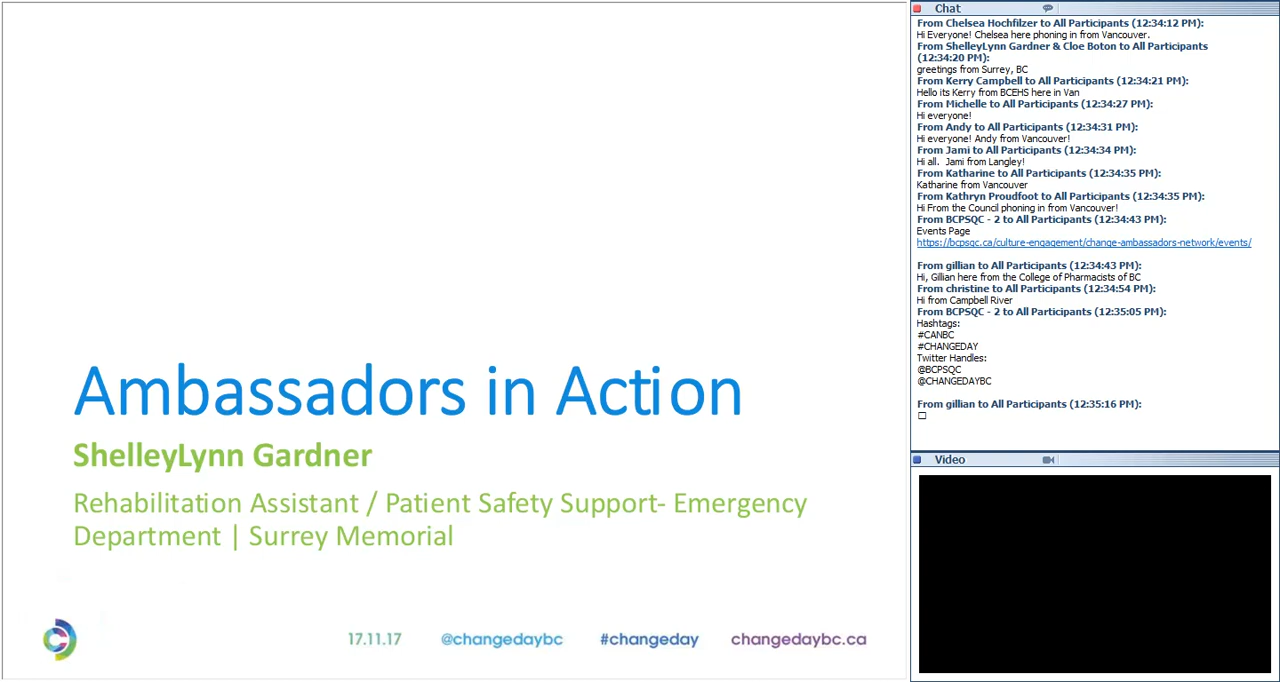 Ambassadors in Action
ShelleyLynn Gardner
Rehabilitation Assistant / Patient Safety Support- Emergency
Department | Surrey Memorial
17.11.17
@changedaybc
#changeday
changedaybc.ca
Chat
From Chelsea Hochfilzer to All Participants (12:34:12 PM):
Hi Everyone! Chelsea here phoning in from Vancouver.
From ShelleyLynn Gardner & Cloe Boton to All Participants
(12:34:20 PM):
greetings from Surrey, BC
From Kerry Campbell to All Participants (12:34:21 PM):
Hello its Kerry from BCEHS here in Van
From Michelle to All Participants (12:34:27 PM):
Hi everyone!
From Andy to All Participants (12:34:31 PM):
Hi everyone! Andy from Vancouver!
From Jami to All Participants (12:34:34 PM):
Hi all.  Jami from Langley!
From Katharine to All Participants (12:34:35 PM):
Katharine from Vancouver
From Kathryn Proudfoot to All Participants (12:34:35 PM):
Hi From the Council phoning in from Vancouver!
From BCPSQC - 2 to All Participants (12:34:43 PM):
Events Page
https://bcpsqc.ca/culture-engagement/change-ambassadors-network/events/
From gillian to All Participants (12:34:43 PM):
Hi, Gillian here from the College of Pharmacists of BC
From christine to All Participants (12:34:54 PM):
Hi from Campbell River
From BCPSQC - 2 to All Participants (12:35:05 PM):
Hashtags:
#CANBC
#CHANGEDAY
Twitter Handles:
@BCPSQC
@CHANGEDAYBC
From gillian to All Participants (12:35:16 PM):
Video